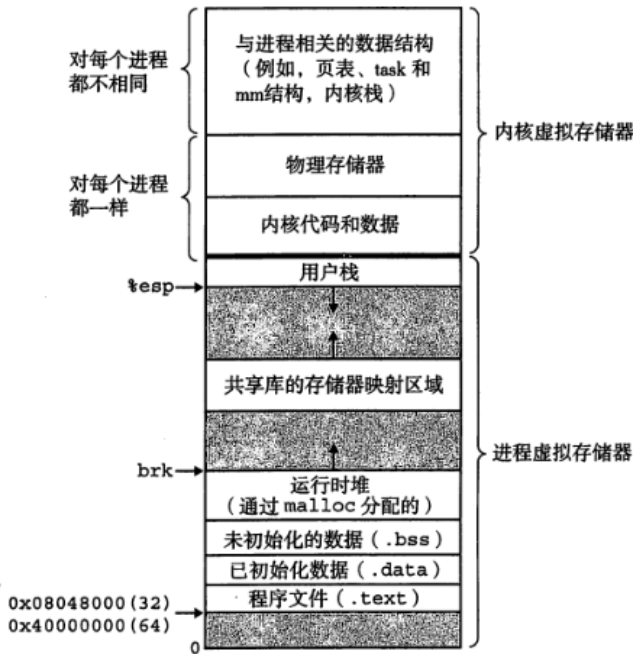 对每个进程
都不相同
与进程相关的数据结构
（例如，页表、task 和
mm结构，内核栈）
内核虚拟存储器
对每个进程
都一样
物理存储器
内核代码和数据
用户栈
%esp
共享库的存储器映射区域
进程虚拟存储器
brk
运行时堆
（通过 malloc 分配的）
未初始化的数据（.bss）
已初始化数据（.data）
程序文件（.text）
0x08048000(32)
0x40000000(64)
0